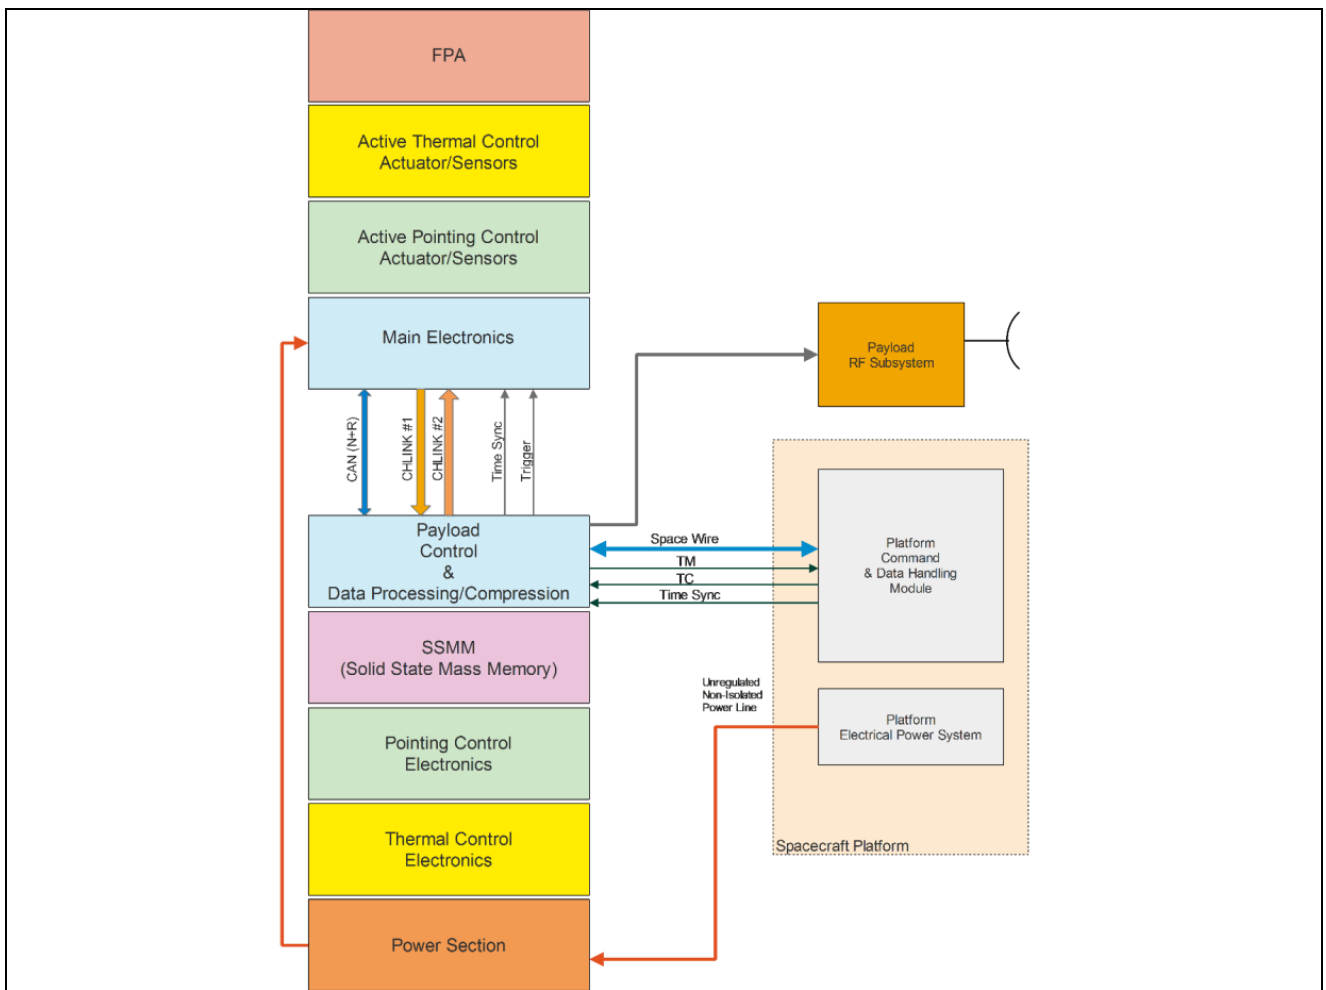 FPA
Active Thermal Control
Actuator/Sensors
Active Pointing Control
Actuator/Sensors
Main Electronics
Payload
RF Subsystem
CAN (N+R)
CHLINK #1
CHLINK #2
Time Sync
Trigger
Payload
Control
&
Data Processing/Compression
Space Wire
TM
TC
Time Sync
Platform
Command
& Data Handling
Module
SSMM
(Solid State Mass Memory)
Unregulated
Non-Isolated
Power Line
Platform
Electrical Power System
Pointing Control
Electronics
Thermal Control
Electronics
Spacecraft Platform
Power Section